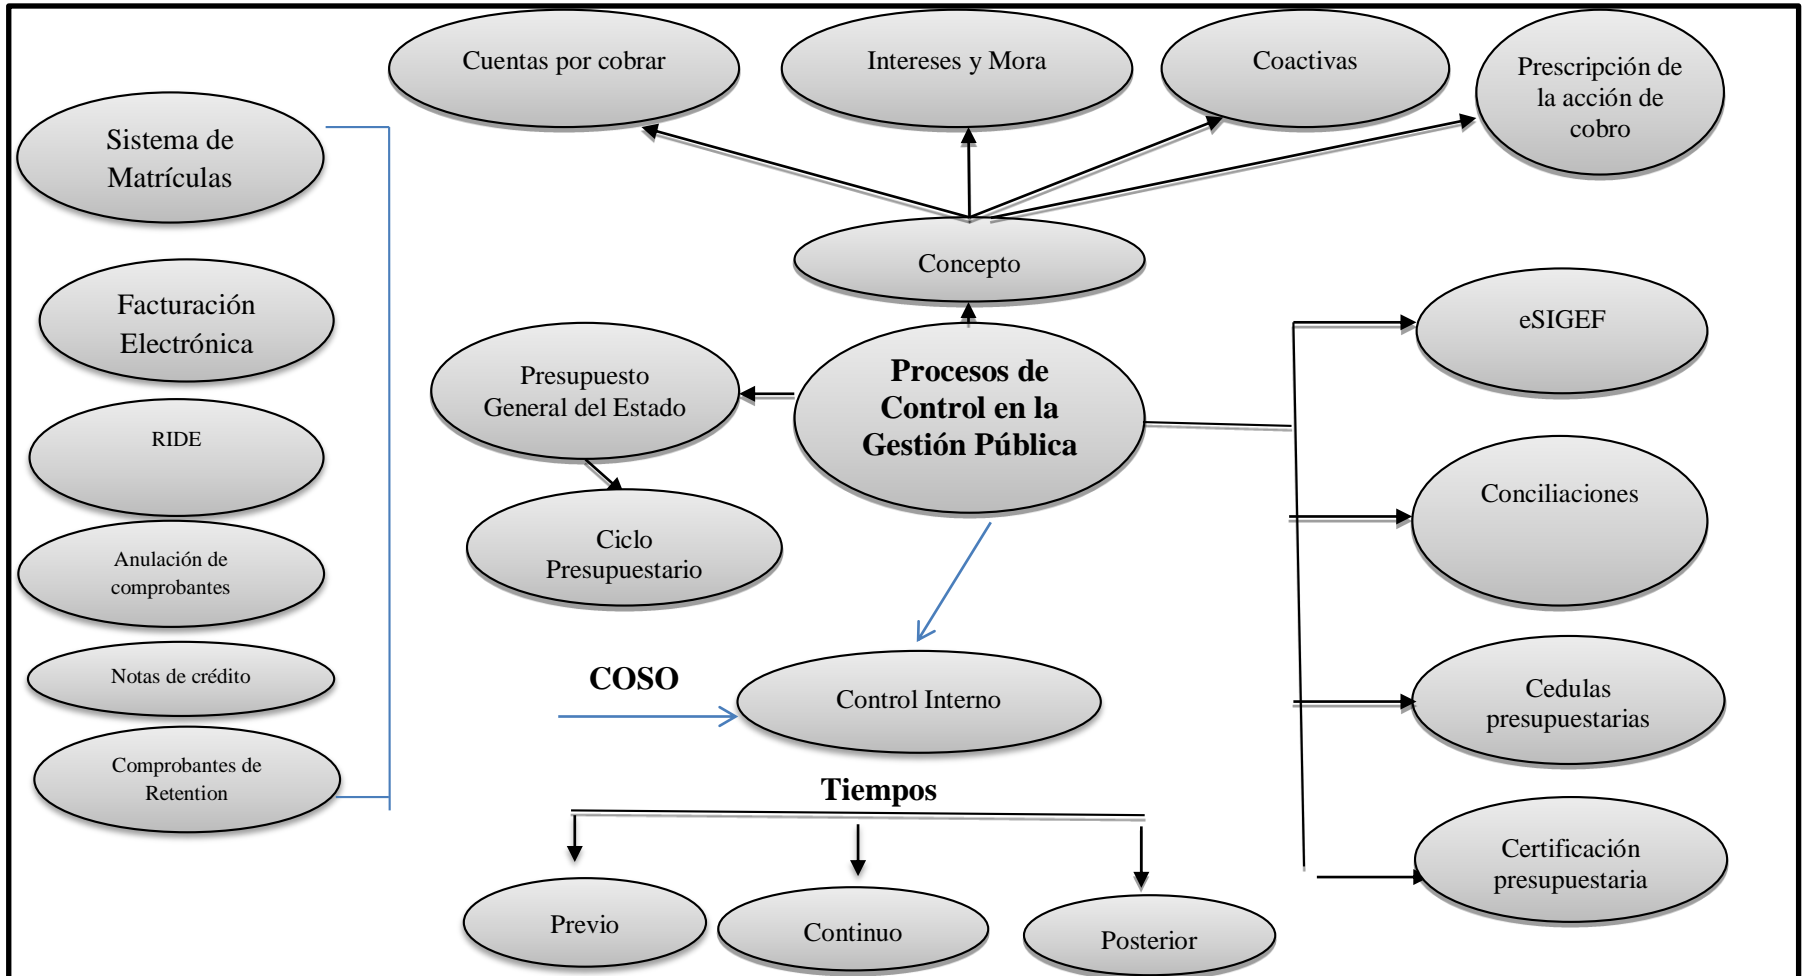 Cuentas por cobrar
Intereses y Mora
Coactivas
Prescripción de
la acción de
cobro
Sistema de
Matrículas
Facturación
Electrónica
RIDE
Anulación de
comprobantes
Notas de crédito
Comprobantes de
Retention
Concepto
Presupuesto
General del Estado
Ciclo
Presupuestario
Procesos de
Control en la
Gestión Pública
eSIGEF
Conciliaciones
Cedulas
presupuestarias
Certificación
presupuestaria
COSO
Control Interno
Tiempos
Previo
Continuo
Posterior